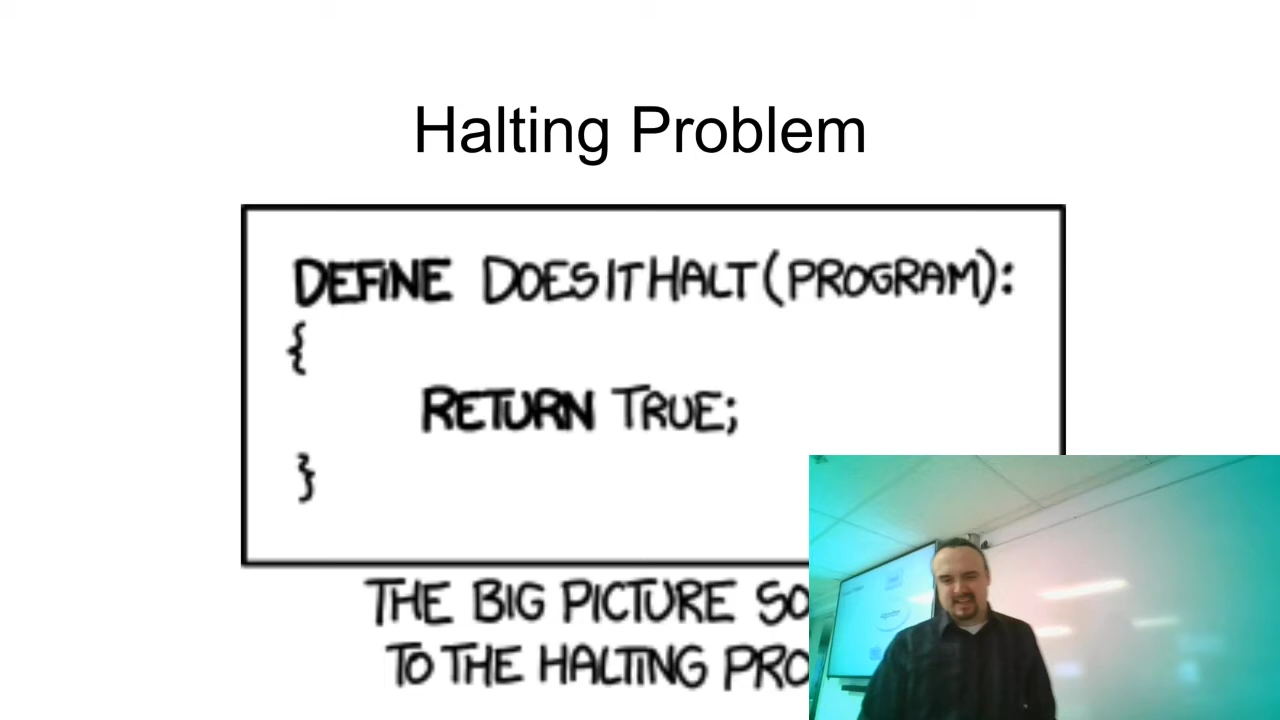 Halting Problem
DEFINE DOESITHALT(PROGRAM):
{
RETURN TRUE;
}
THE BIG PICTURE
TO THE HALTING